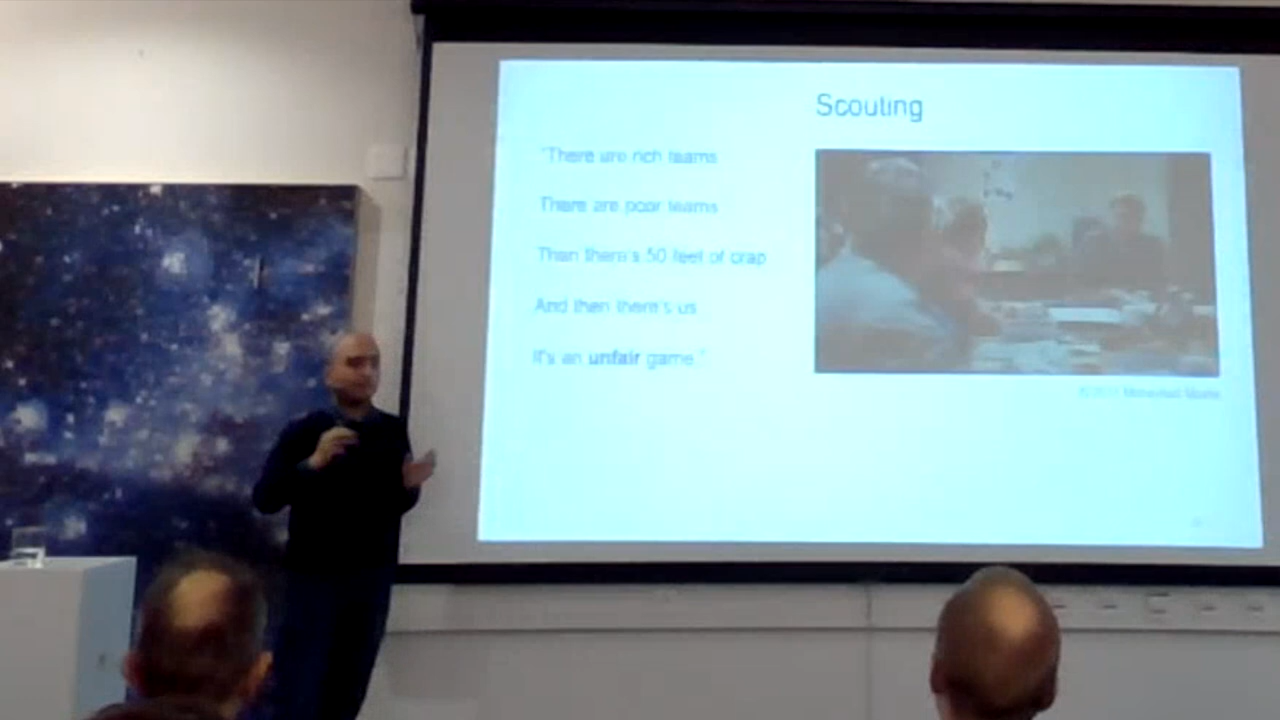 Scouting
"There are rich teams
There are poor teams
Then there's 50 feet of crap
And then there's us
It's an unfair game."